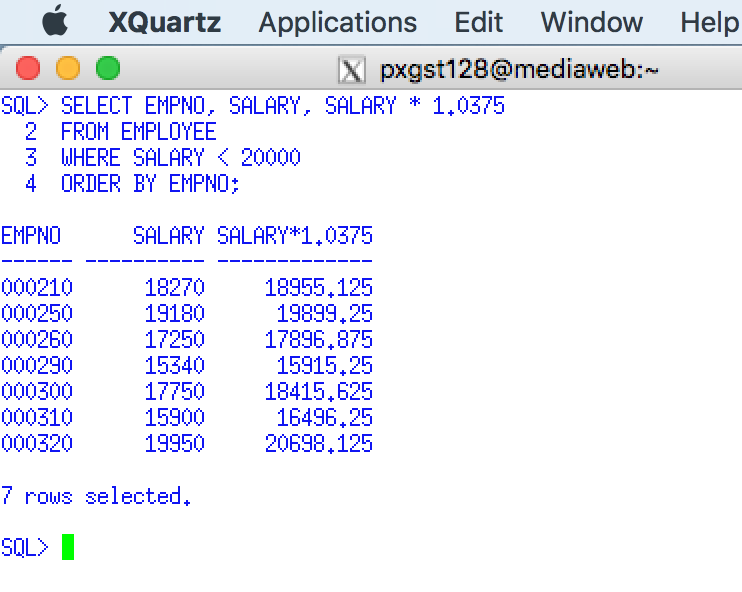 XQuartz Applications Edit Window Help
pxgst128@mediaweb:~
SQL> SELECT EMPNO, SALARY, SALARY * 1.0375
  2  FROM EMPLOYEE
  3  WHERE SALARY < 20000
  4  ORDER BY EMPNO;
EMPNO      SALARY SALARY*1.0375
------ ---------- -------------
000210      18270     18955.125
000250      19180      19899.25
000260      17250     17896.875
000290      15340      15915.25
000300      17750     18415.625
000310      15900      16496.25
000320      19950     20698.125
7 rows selected.
SQL>